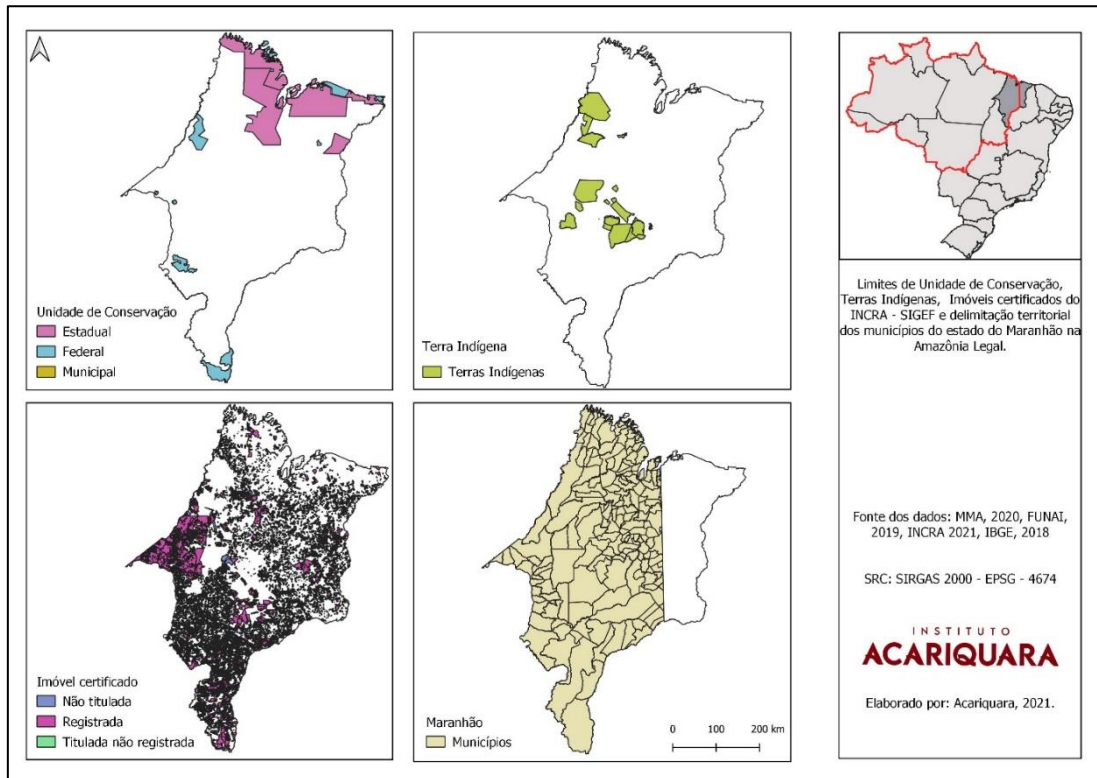 Unidade de Conservação
Estadual
Federal
Municipal
Terra Indígena
Terras Indígenas
Imóvel certificado
Não titulada
Registrada
Titulada não registrada
Maranhão
Municípios
0 100 200 km
Limites de Unidade de Conservação,
Terras Indígenas, Imóveis certificados do
INCRA - SIGEF e delimitação territorial
dos municípios do estado do Maranhão na
Amazônia Legal.
Fonte dos dados: MMA, 2020, FUNAI,
2019, INCRA 2021, IBGE, 2018
SRC: SIRGAS 2000 - EPSG - 4674
INSTITUTO
ACARIQUARA
Elaborado por: Acariquara, 2021.